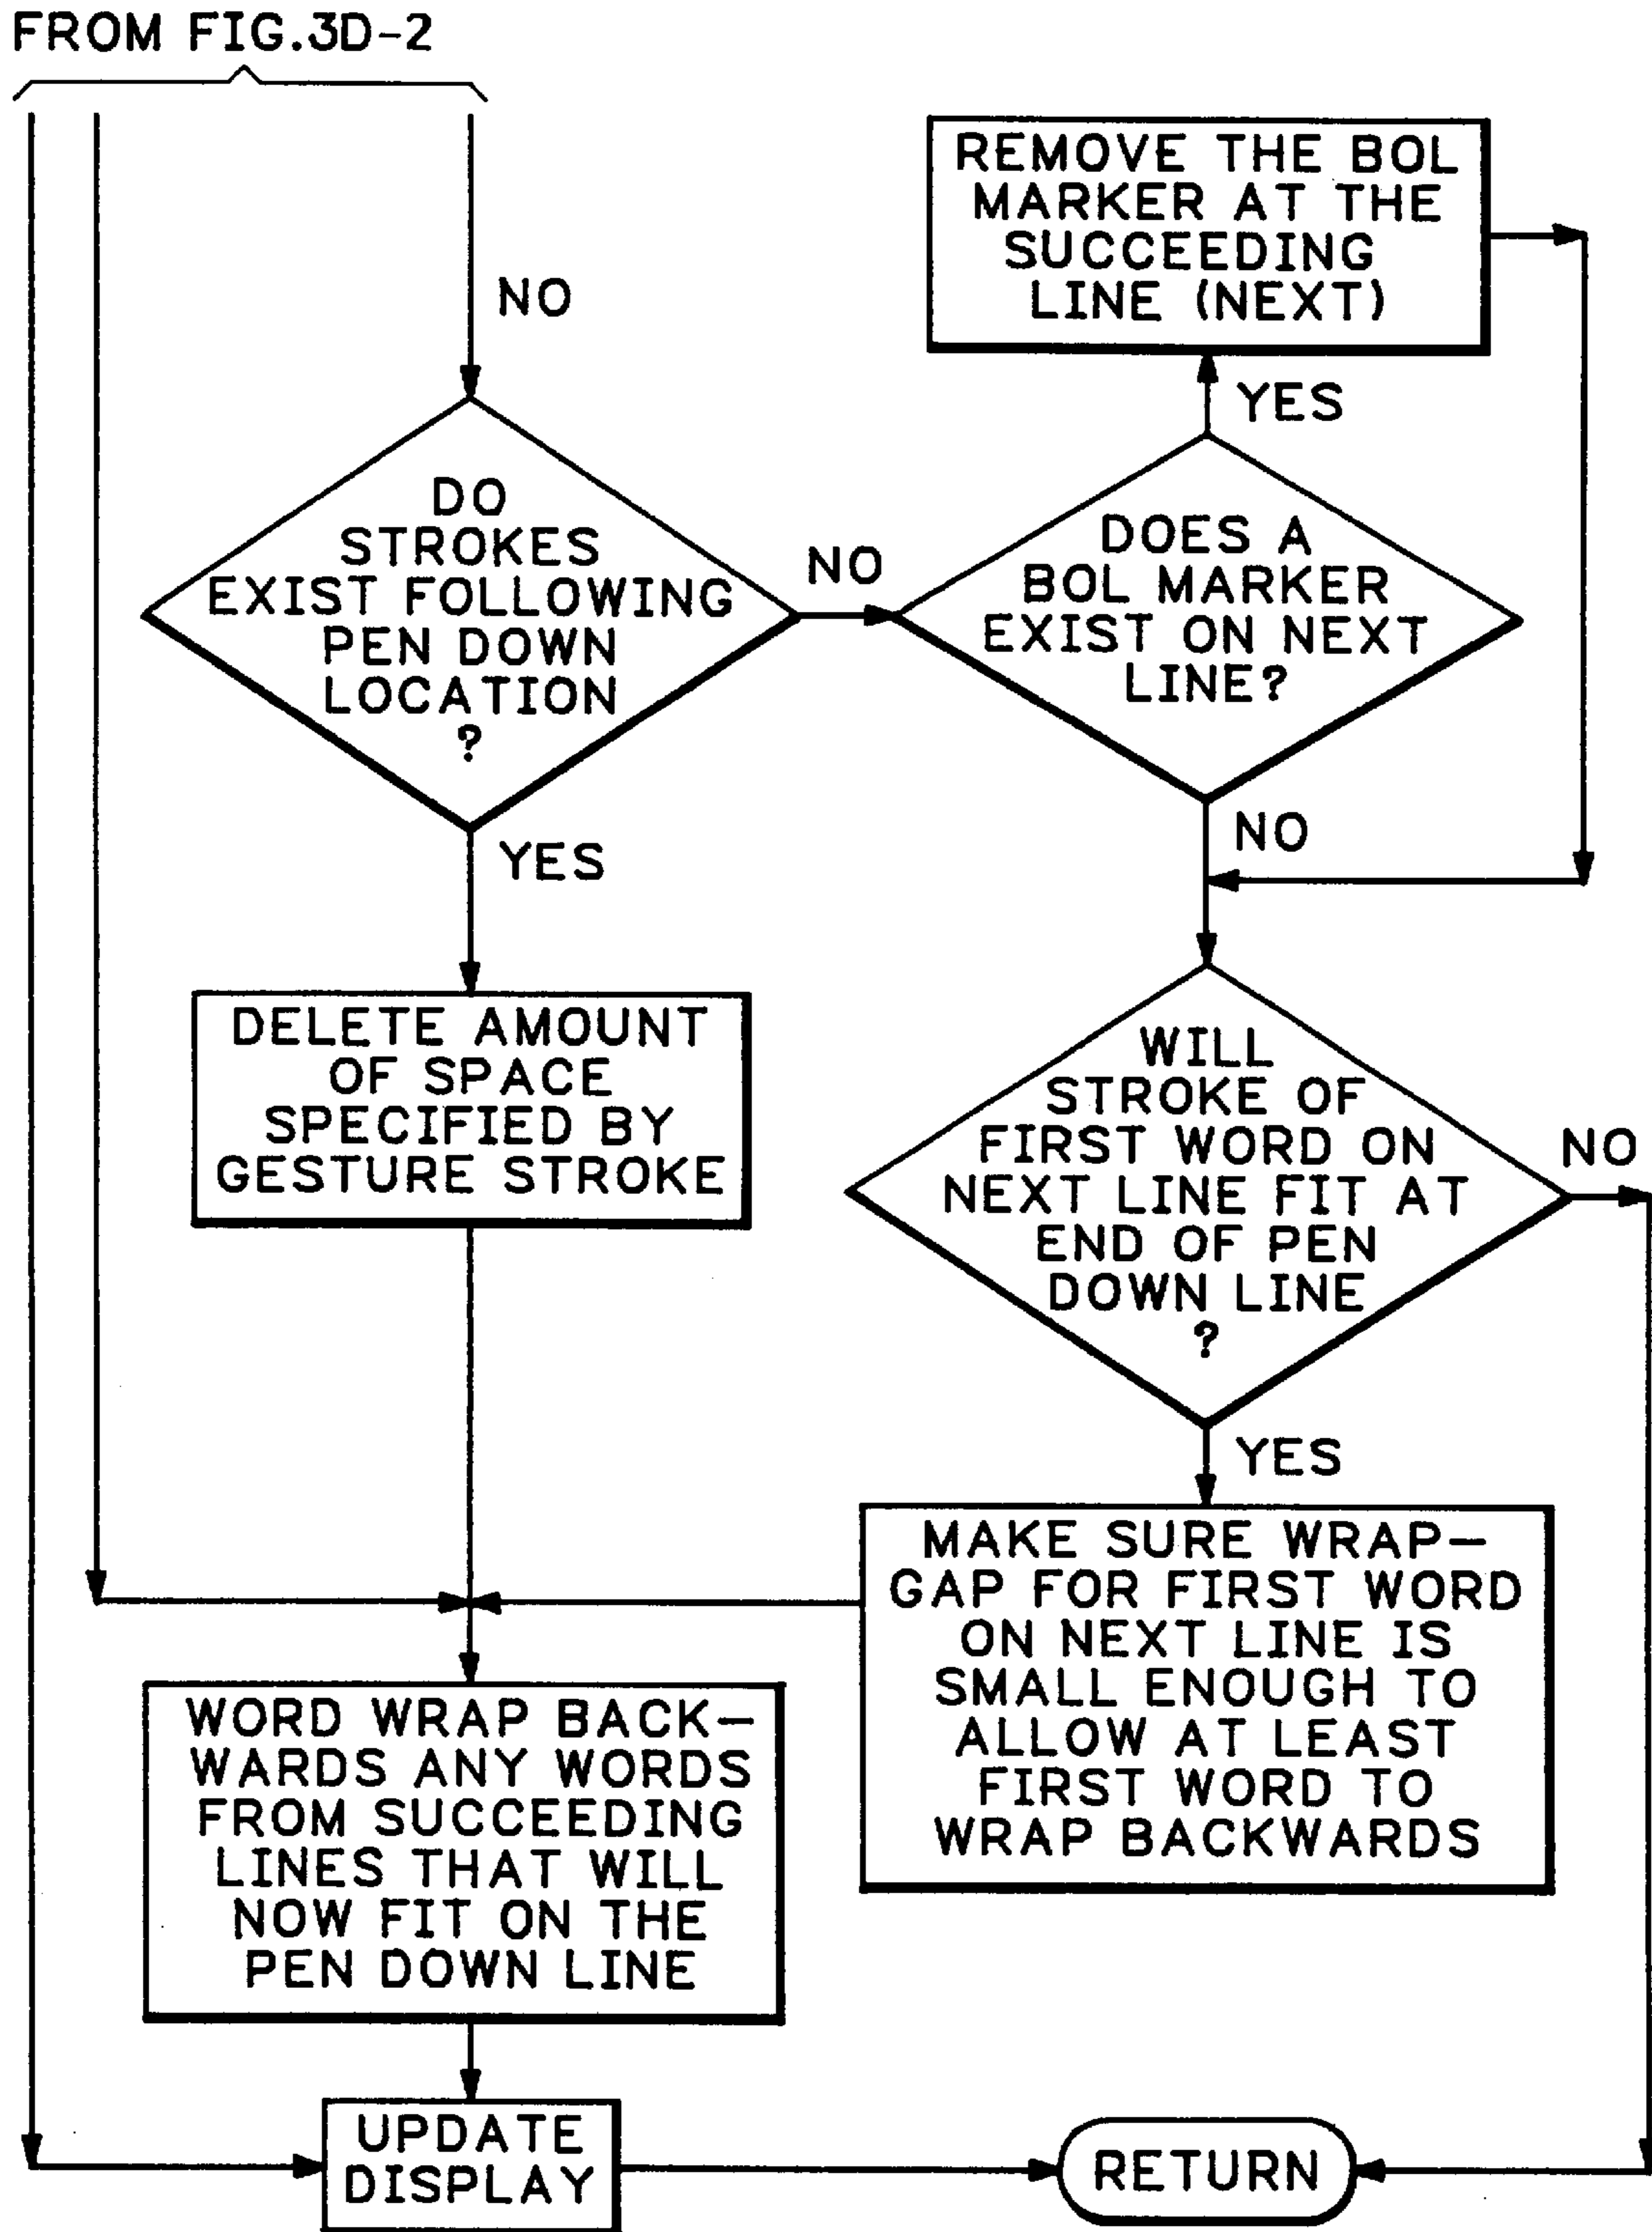 FROM FIG.3D-2
NO
DO
STROKES
EXIST FOLLOWING
PEN DOWN
LOCATION
?
NO
YES
DELETE AMOUNT
OF SPACE
SPECIFIED BY
GESTURE STROKE
REMOVE THE BOL
MARKER AT THE
SUCCEEDING
LINE (NEXT)
YES
DOES A
BOL MARKER
EXIST ON NEXT
LINE?
NO
WILL
STROKE OF
FIRST WORD ON
NEXT LINE FIT AT
END OF PEN
DOWN LINE
?
NO
YES
MAKE SURE WRAP-
GAP FOR FIRST WORD
ON NEXT LINE IS
SMALL ENOUGH TO
ALLOW AT LEAST
FIRST WORD TO
WRAP BACKWARDS
WORD WRAP BACK-
WARDS ANY WORDS
FROM SUCCEEDING
LINES THAT WILL
NOW FIT ON THE
PEN DOWN LINE
UPDATE
DISPLAY
RETURN